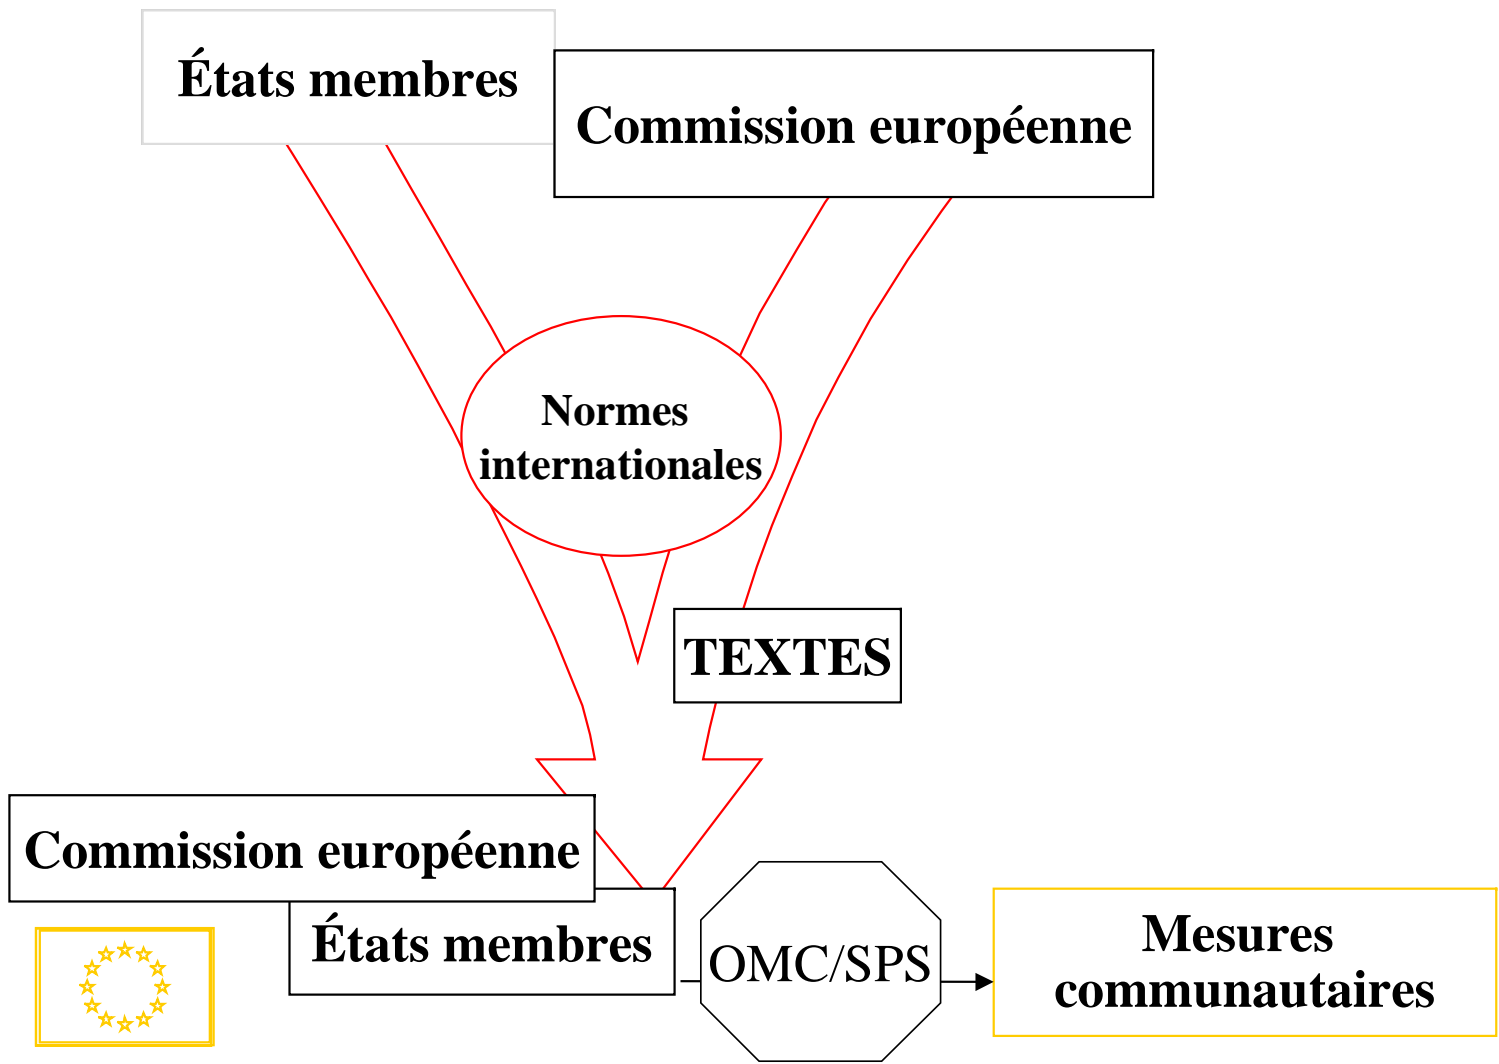 États membres
Commission européenne
Normes
internationales
TEXTES
Commission européenne
États membres
OMC/SPS
Mesures
communautaires